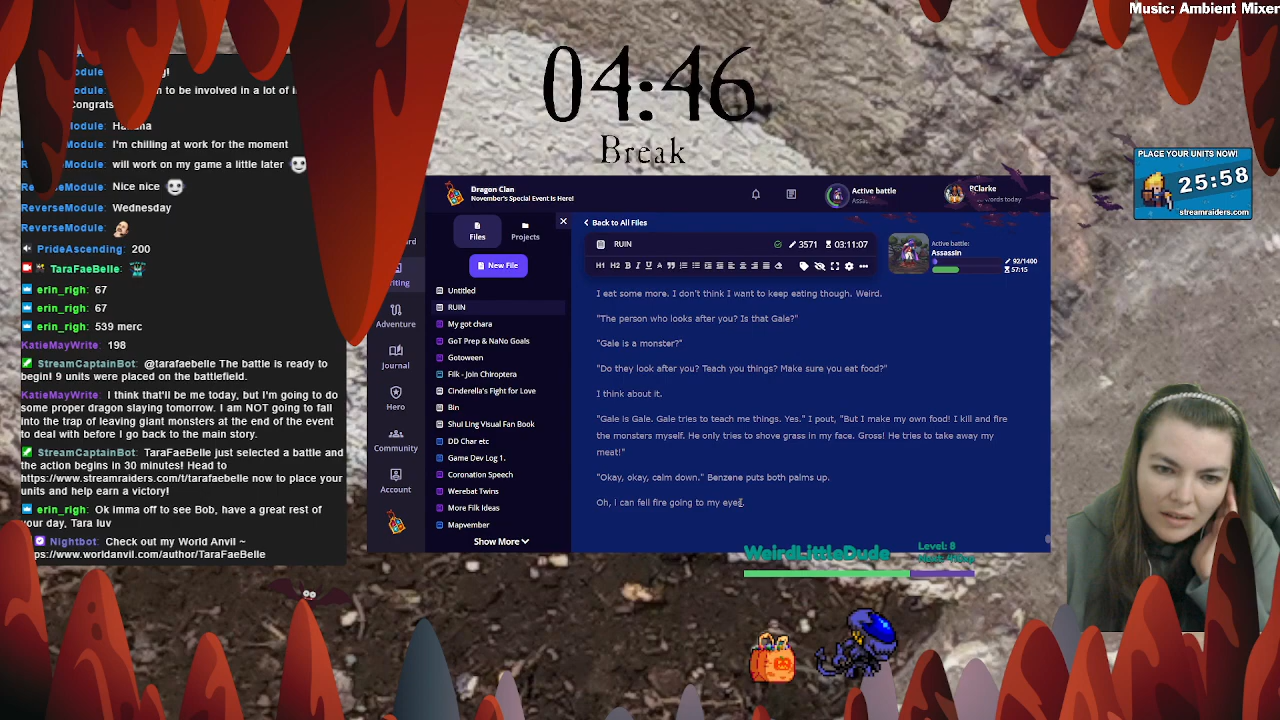 Music: Ambient Mixer
04:46
Break
PLACE YOUR UNITS NOW!
25:58
streamraiders.com
Module:
to be involved in a lot of
Congrats
Module:
Module: I'm chilling at work for the moment
Module: will work on my game a little later
ReverseModule: Nice nice
ReverseModule: Wednesday
ReverseModule:
PrideAscending: 200
TaraFaeBelle:
erin_righ: 67
erin_righ: 67
erin_righ: 539 merc
KatieMayWrite: 198
StreamCaptainBot: @tarafaebelle The battle is ready to
begin! 9 units were placed on the battlefield.
KatieMayWrite: I think that'll be me today, but I'm going to do
some proper dragon slaying tomorrow. I am NOT going to fall
into the trap of having giant monsters at the end of the event
to deal with before I go back to the main story.
StreamCaptainBot: TaraFaeBelle just selected a battle and
the action begins in 30 minutes! Head to
https://www.streamraiders.com/t/tarafaebelle now to place your
units and help earn a victory!
erin_righ: Ok imma off to see Bob, have a great rest of
your day, Tara luv
Nightbot: Check out my World Anvil ~
ps://www.worldanvil.com/author/TaraFaeBelle
Dragon Clan
November's Special Event Is Here!
Active battle
PClarke
words today
Files
Projects
New File
Untitled
RUIN
My got chara
GoT Prep & NaNo Goals
Gotoween
Filk - Join Chiroptera
Cinderella's Fight for Love
Bin
Shui Ling Visual Fan Book
DD Char etc
Game Dev Log 1.
Coronation Speech
Werebat Twins
More Filk Ideas
Mapvember
Show More
Adventure
Journal
Hero
Community
Account
Back to All Files
RUIN
3571
03:11:07
H1 H2 B I U A
Active battle:
Assassin
92/1400
57:15
I eat some more. I don't think I want to keep eating though. Weird.
"The person who looks after you? Is that Gale?"
"Gale is a monster?"
"Do they look after you? Teach you things? Make sure you eat food?"
I think about it.
"Gale is Gale. Gale tries to teach me things. Yes." I pout, "But I make my own food! I kill and fire
the monsters myself. He only tries to shove grass in my face. Gross! He tries to take away my
meat!"
"Okay, okay, calm down." Benzene puts both palms up.
Oh, I can fell fire going to my eyes.
WeirdLittleDude
Level: 8